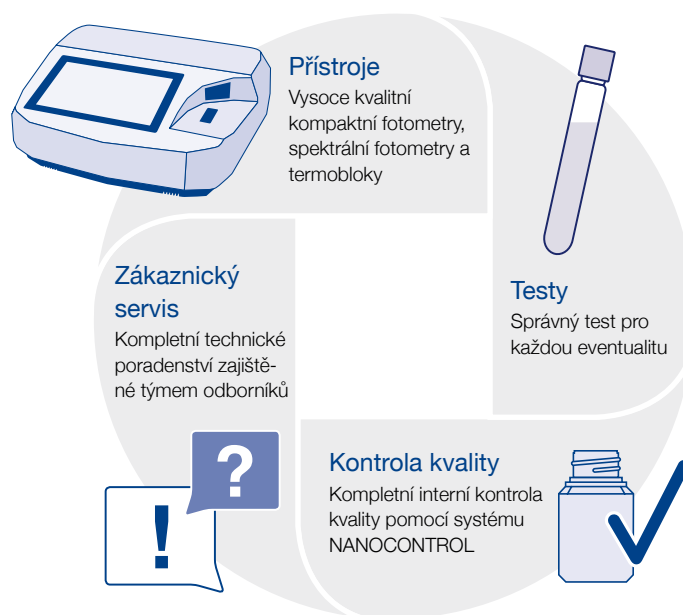 Přístroje
Vysoce kvalitní
kompaktní fotometry,
spektrální fotometry a
termobloky
Testy
Správný test pro
každou eventualitu
Kontrola kvality
Kompletní interní kontrola
kvality pomocí systému
NANOCONTROL
Zákaznický
servis
Kompletní technické
poradenství zajiště-
né týmem odborníků
?
!